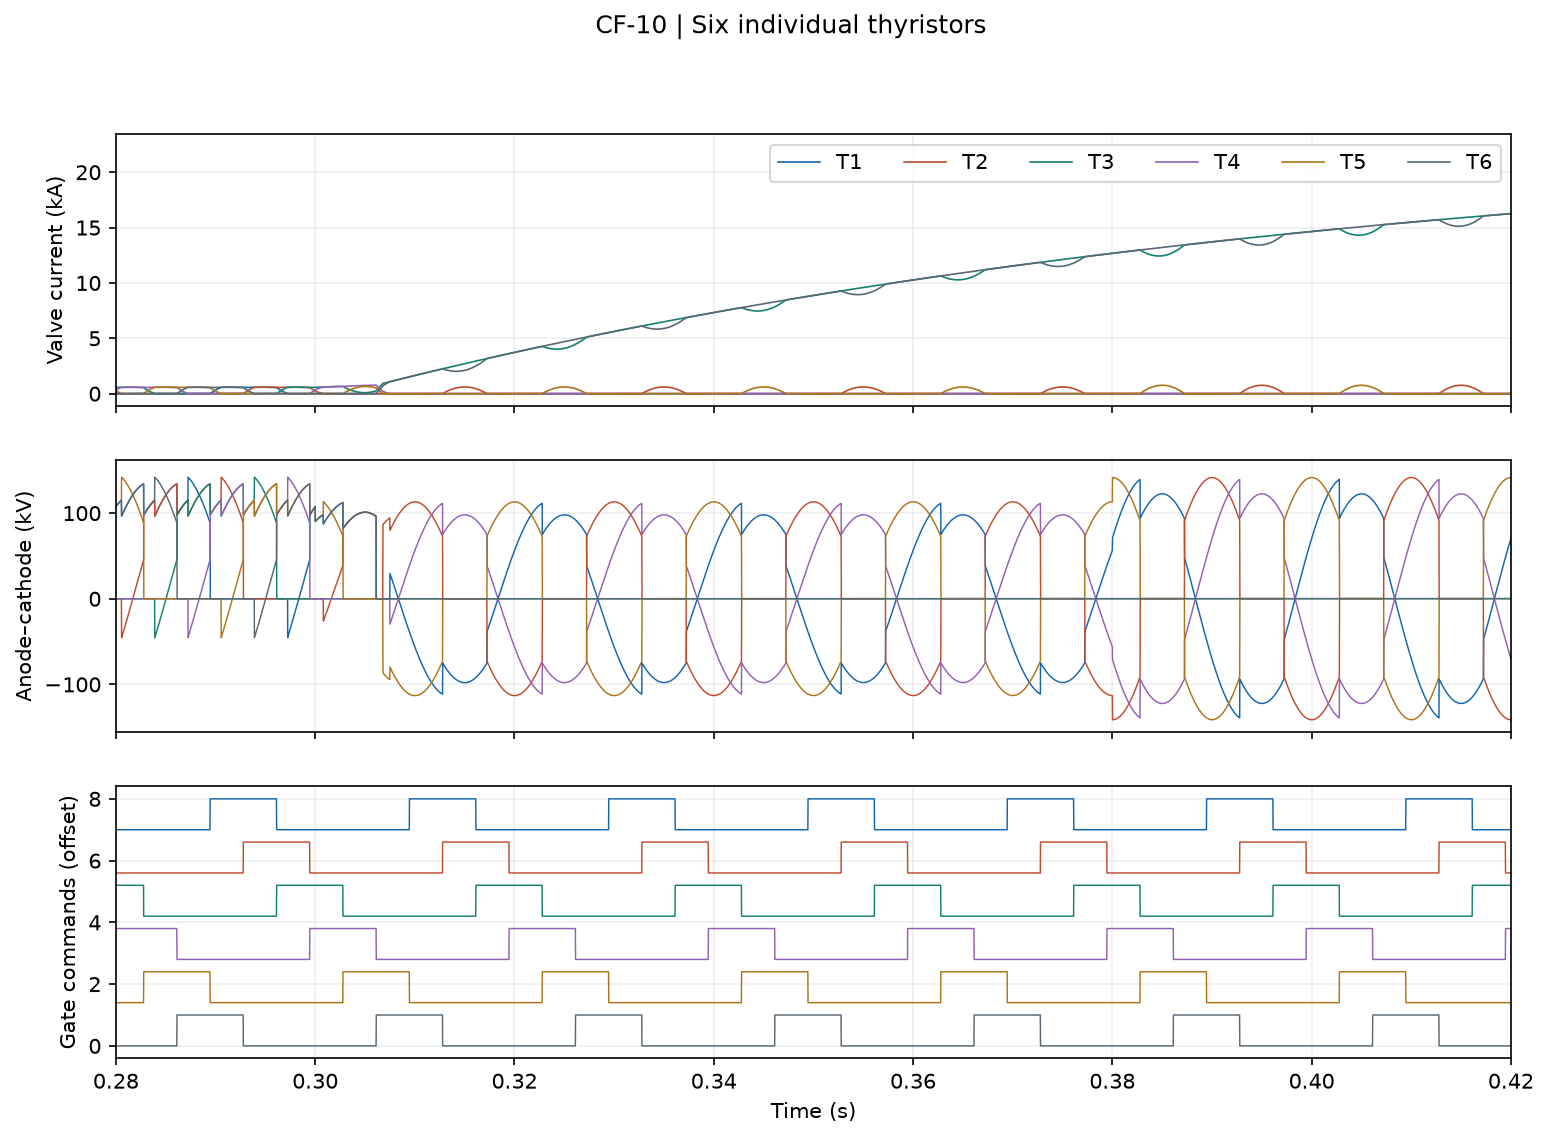 CF-10 | Six individual thyristors
Valve current (kA)
20
15
10
5
0
T1 T2 T3 T4 T5 T6
Anode–cathode (kV)
100
0
−100
Gate commands (offset)
8
6
4
2
0
0.28 0.30 0.32 0.34 0.36 0.38 0.40 0.42
Time (s)